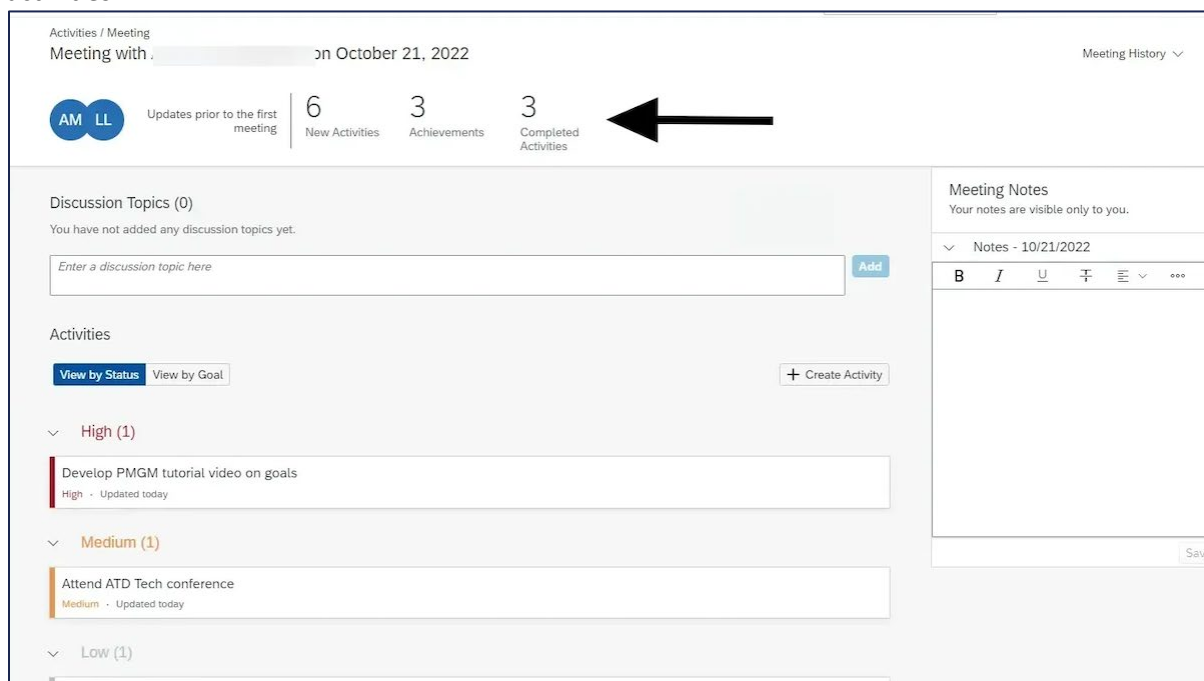 Activities / Meeting
Meeting with on October 21, 2022
Meeting History
AM LL
Updates prior to the first
meeting
6
New Activities
3
Achievements
3
Completed
Activities
Discussion Topics (0)
You have not added any discussion topics yet.
Enter a discussion topic here
Add
Activities
View by Status View by Goal
+ Create Activity
High (1)
Develop PMGM tutorial video on goals
High · Updated today
Medium (1)
Attend ATD Tech conference
Medium · Updated today
Low (1)
Meeting Notes
Your notes are visible only to you.
Notes - 10/21/2022
B I U T